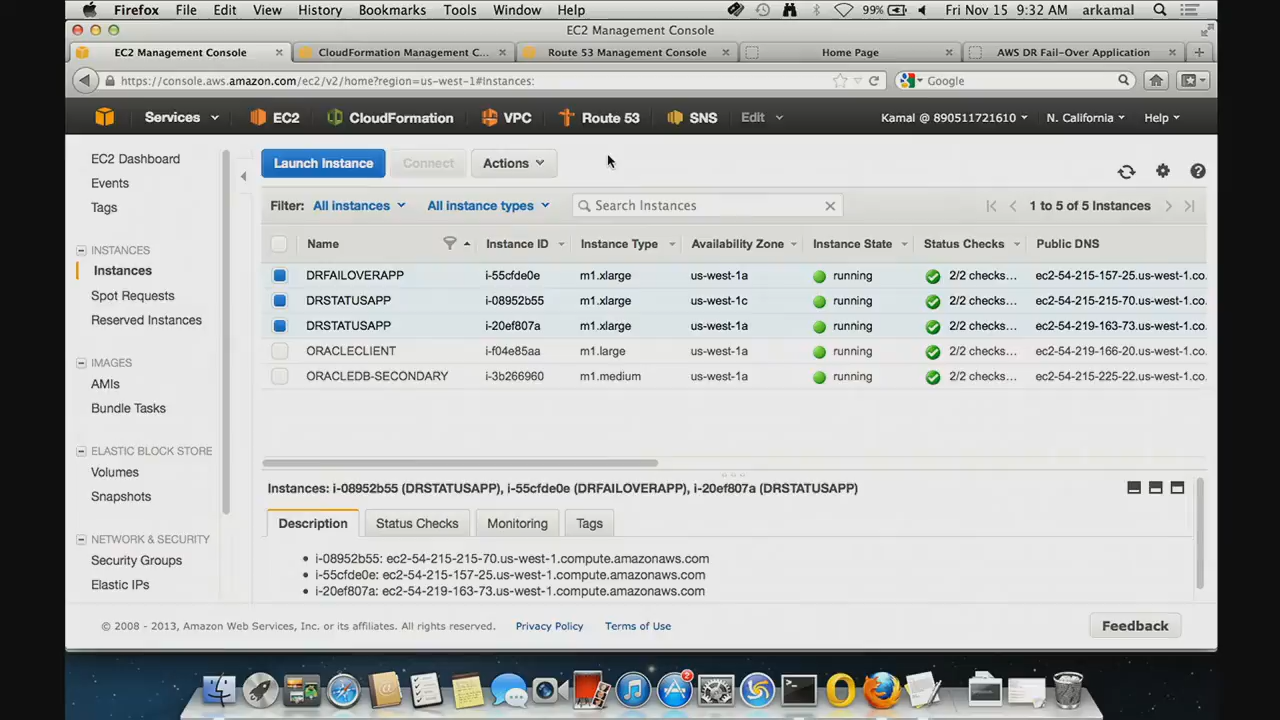 Firefox File Edit View History Bookmarks Tools Window Help 99% Fri Nov 15 9:32 AM arkamal
EC2 Management Console
EC2 Management Console CloudFormation Management C... Route 53 Management Console Home Page AWS DR Fail-Over Application
https://console.aws.amazon.com/ec2/v2/home?region=us-west-1#Instances: Google
Services EC2 CloudFormation VPC Route 53 SNS Edit Kamal @ 890511721610 N. California Help
EC2 Dashboard
Events
Tags
INSTANCES
Instances
Spot Requests
Reserved Instances
IMAGES
AMIs
Bundle Tasks
ELASTIC BLOCK STORE
Volumes
Snapshots
NETWORK & SECURITY
Security Groups
Elastic IPs
Launch Instance Connect Actions
Filter: All instances All instance types Search Instances 1 to 5 of 5 Instances
Name Instance ID Instance Type Availability Zone Instance State Status Checks Public DNS
DRFAILOVERAPP i-55cfde0e m1.xlarge us-west-1a running 2/2 checks... ec2-54-215-157-25.us-west-1.co.
DRSTATUSAPP i-08952b55 m1.xlarge us-west-1c running 2/2 checks... ec2-54-215-215-70.us-west-1.co.
DRSTATUSAPP i-20ef807a m1.xlarge us-west-1a running 2/2 checks... ec2-54-219-163-73.us-west-1.co.
ORACLECLIENT i-f04e85aa m1.large us-west-1a running 2/2 checks... ec2-54-219-166-20.us-west-1.co.
ORACLEDB-SECONDARY i-3b266960 m1.medium us-west-1a running 2/2 checks... ec2-54-215-225-22.us-west-1.co.
Instances: i-08952b55 (DRSTATUSAPP), i-55cfde0e (DRFAILOVERAPP), i-20ef807a (DRSTATUSAPP)
Description Status Checks Monitoring Tags
• i-08952b55: ec2-54-215-215-70.us-west-1.compute.amazonaws.com
• i-55cfde0e: ec2-54-215-157-25.us-west-1.compute.amazonaws.com
• i-20ef807a: ec2-54-219-163-73.us-west-1.compute.amazonaws.com
© 2008 - 2013, Amazon Web Services, Inc. or its affiliates. All rights reserved. Privacy Policy Terms of Use Feedback
2